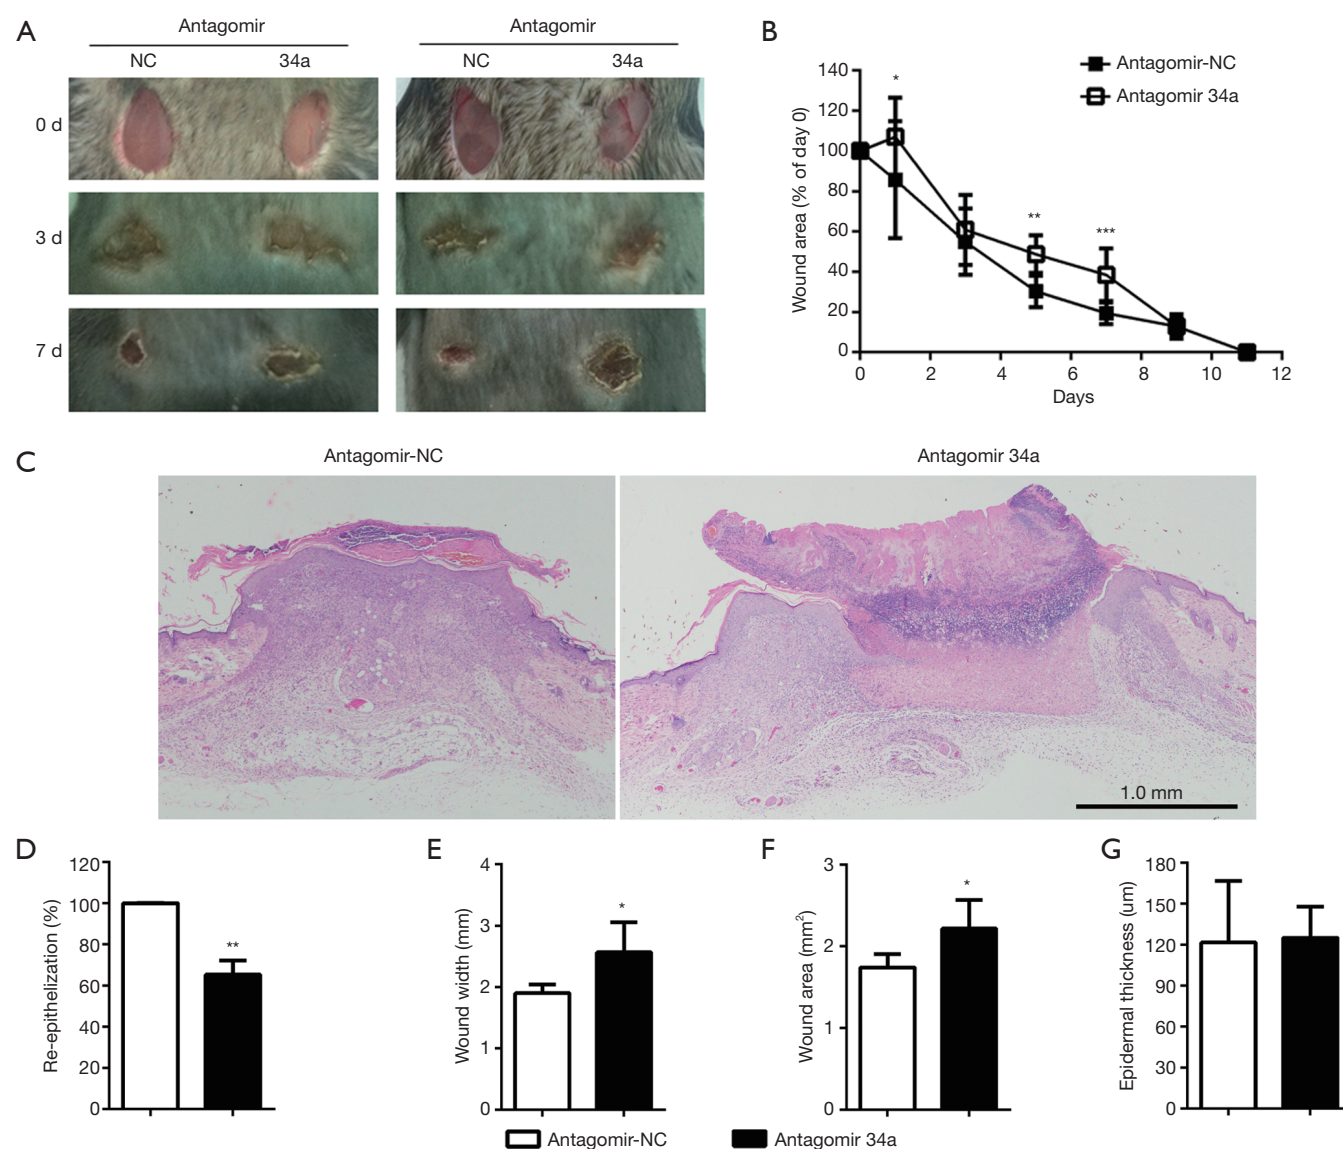 A
Antagomir
Antagomir
NC
34a
NC
34a
0 d
3 d
7 d
B
Antagomir-NC
Antagomir 34a
Wound area (% of day 0)
140
120
100
80
60
40
20
0
*
**
***
0
2
4
6
8
10
12
Days
C
Antagomir-NC
Antagomir 34a
1.0 mm
D
Re-epithelization (%)
120
100
80
60
40
20
0
**
E
Wound width (mm)
4
3
2
1
0
*
F
Wound area (mm²)
3
2
1
0
*
G
Epidermal thickness (um)
180
150
120
90
60
30
0
Antagomir-NC
Antagomir 34a